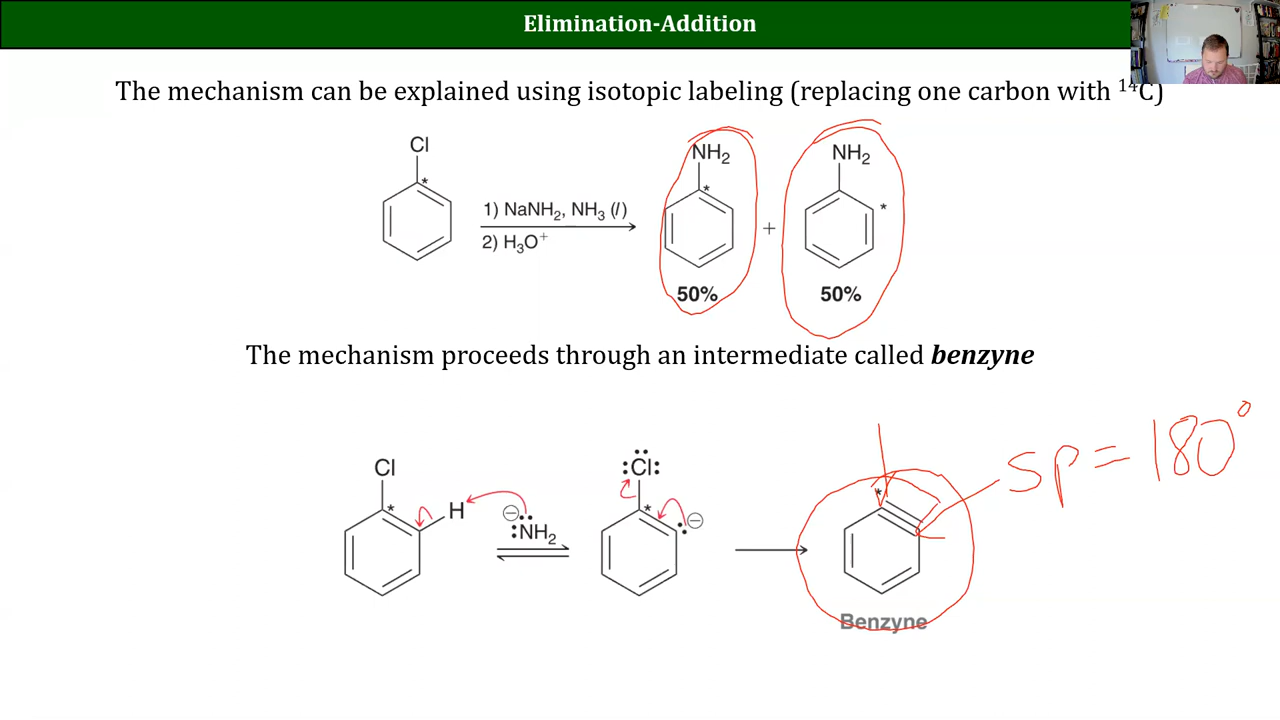 Elimination-Addition
The mechanism can be explained using isotopic labeling (replacing one carbon with ¹⁴C)
Cl
*
1) NaNH₂, NH₃ (l)
2) H₃O⁺
NH₂
*
50%
+
NH₂
*
50%
The mechanism proceeds through an intermediate called benzyne
Cl
*
H
⊖
:NH₂
:Cl:
*
⊖
*
Benzyne
sp = 180°